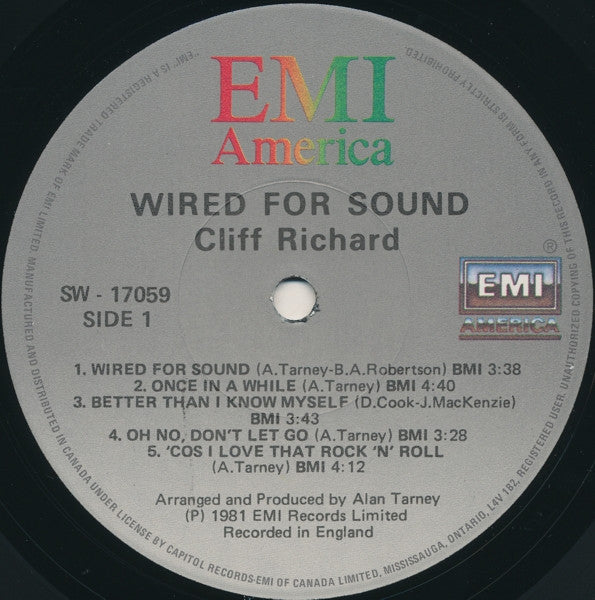 EMI
America
WIRED FOR SOUND
Cliff Richard
SW - 17059
SIDE 1
®
EMI
AMERICA
1. WIRED FOR SOUND (A.Tarney-B.A.Robertson) BMI 3:38
2. ONCE IN A WHILE (A.Tarney) BMI 4:40
3. BETTER THAN I KNOW MYSELF (D.Cook-J.MacKenzie)
BMI 3:43
4. OH NO, DON'T LET GO (A.Tarney) BMI 3:28
5. 'COS I LOVE THAT ROCK 'N' ROLL
(A.Tarney) BMI 4:12
Arranged and Produced by Alan Tarney
(P) 1981 EMI Records Limited
Recorded in England
MANUFACTURED AND DISTRIBUTED IN CANADA UNDER LICENSE BY CAPITOL RECORDS-EMI OF CANADA LIMITED, MISSISSAUGA, ONTARIO, L4V 1B2, REGISTERED USER. UNAUTHORIZED COPYING OF THIS RECORD IN ANY FORM IS STRICTLY PROHIBITED.
"EMI" IS A REGISTERED TRADE MARK OF EMI LIMITED.